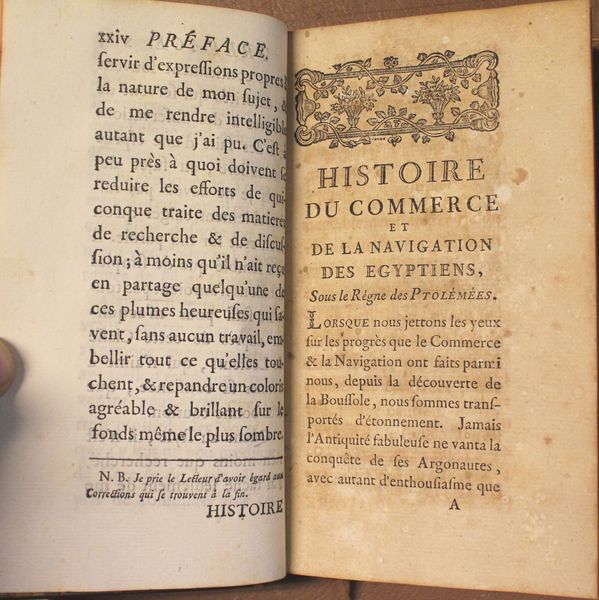 xxiv PRÉFACE.
servir d'expressions propres à
la nature de mon sujet, &
de me rendre intelligible
autant que j'ai pu. C'est à
peu près à quoi doivent se
reduire les efforts de qui-
conque traite des matieres
de recherche & de discus-
sion; à moins qu'il n'ait reçu
en partage quelqu'une de
ces plumes heureuses qui sa-
vent, sans aucun travail, em-
bellir tout ce qu'elles tou-
chent, & repandre un coloris
agréable & brillant sur le
fonds même le plus sombre.
N. B. Je prie le Lecteur d'avoir égard aux
Corrections qui se trouvent à la fin.
HISTOIRE
HISTOIRE
DU COMMERCE
ET
DE LA NAVIGATION
DES EGYPTIENS,
Sous le Règne des PTOLÉMÉES.
LORSQUE nous jettons les yeux
sur les progrès que le Commerce
& la Navigation ont faits parmi
nous, depuis la découverte de
la Boussole, nous sommes trans-
portés d'étonnement. Jamais
l'Antiquité fabuleuse ne vanta la
conquête de ses Argonautes,
avec autant d'enthousiasme que
A